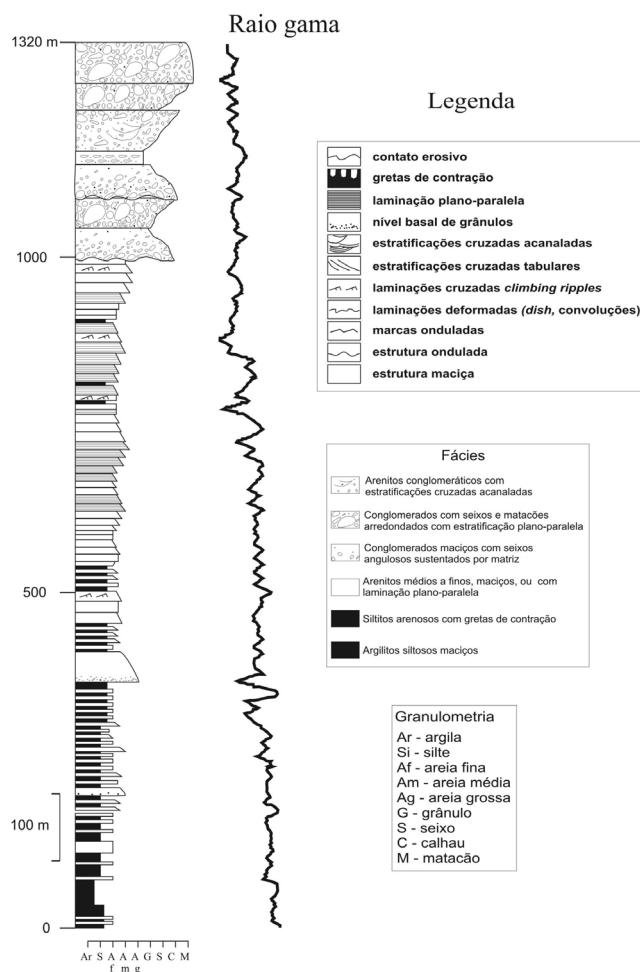 Raio gama
1320 m
1000
500
100 m
0
Ar S A A A G S C M
f m g
Legenda
contato erosivo
gretas de contração
laminação plano-paralela
nível basal de grânulos
estratificações cruzadas acanaladas
estratificações cruzadas tabulares
laminações cruzadas climbing ripples
laminações deformadas (dish, convoluções)
marcas onduladas
estrutura ondulada
estrutura maciça
Fácies
Arenitos conglomeráticos com
estratificações cruzadas acanaladas
Conglomerados com seixos e matacões
arredondados com estratificação plano-paralela
Conglomerados maciços com seixos
angulosos sustentados por matriz
Arenitos médios a finos, maciços, ou com
laminação plano-paralela
Siltitos arenosos com gretas de contração
Argilitos siltosos maciços
Granulometria
Ar - argila
Si - silte
Af - areia fina
Am - areia média
Ag - areia grossa
G - grânulo
S - seixo
C - calhau
M - matacão